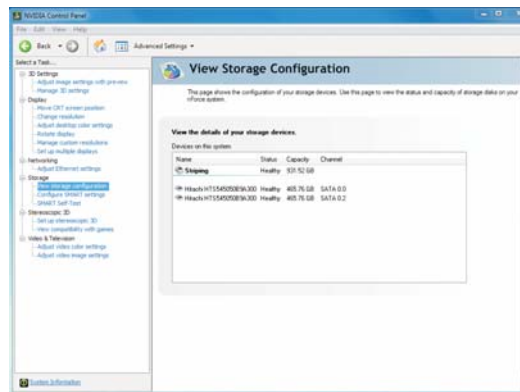 NVIDIA Control Panel
File Edit View Help
Back Advanced Settings
Select a Task...
3D Settings
Adjust image settings with preview
Manage 3D settings
Display
Move CRT screen position
Change resolution
Adjust desktop color settings
Rotate display
Manage custom resolutions
Set up multiple displays
Networking
Adjust Ethernet settings
Storage
View storage configuration
Configure SMART settings
SMART Self Test
Stereoscopic 3D
Set up stereoscopic 3D
View compatibility with games
Video & Television
Adjust video color settings
Adjust video image settings
System Information
View Storage Configuration
This page shows the configuration of your storage devices. Use this page to view the status and capacity of storage disks on your nForce system.
View the details of your storage devices.
Devices on this system:
Name Status Capacity Channel
Striping Healthy 931.52 GB
Hitachi HTS545050B9A300 Healthy 465.76 GB SATA 0.0
Hitachi HTS545050B9A300 Healthy 465.76 GB SATA 0.2